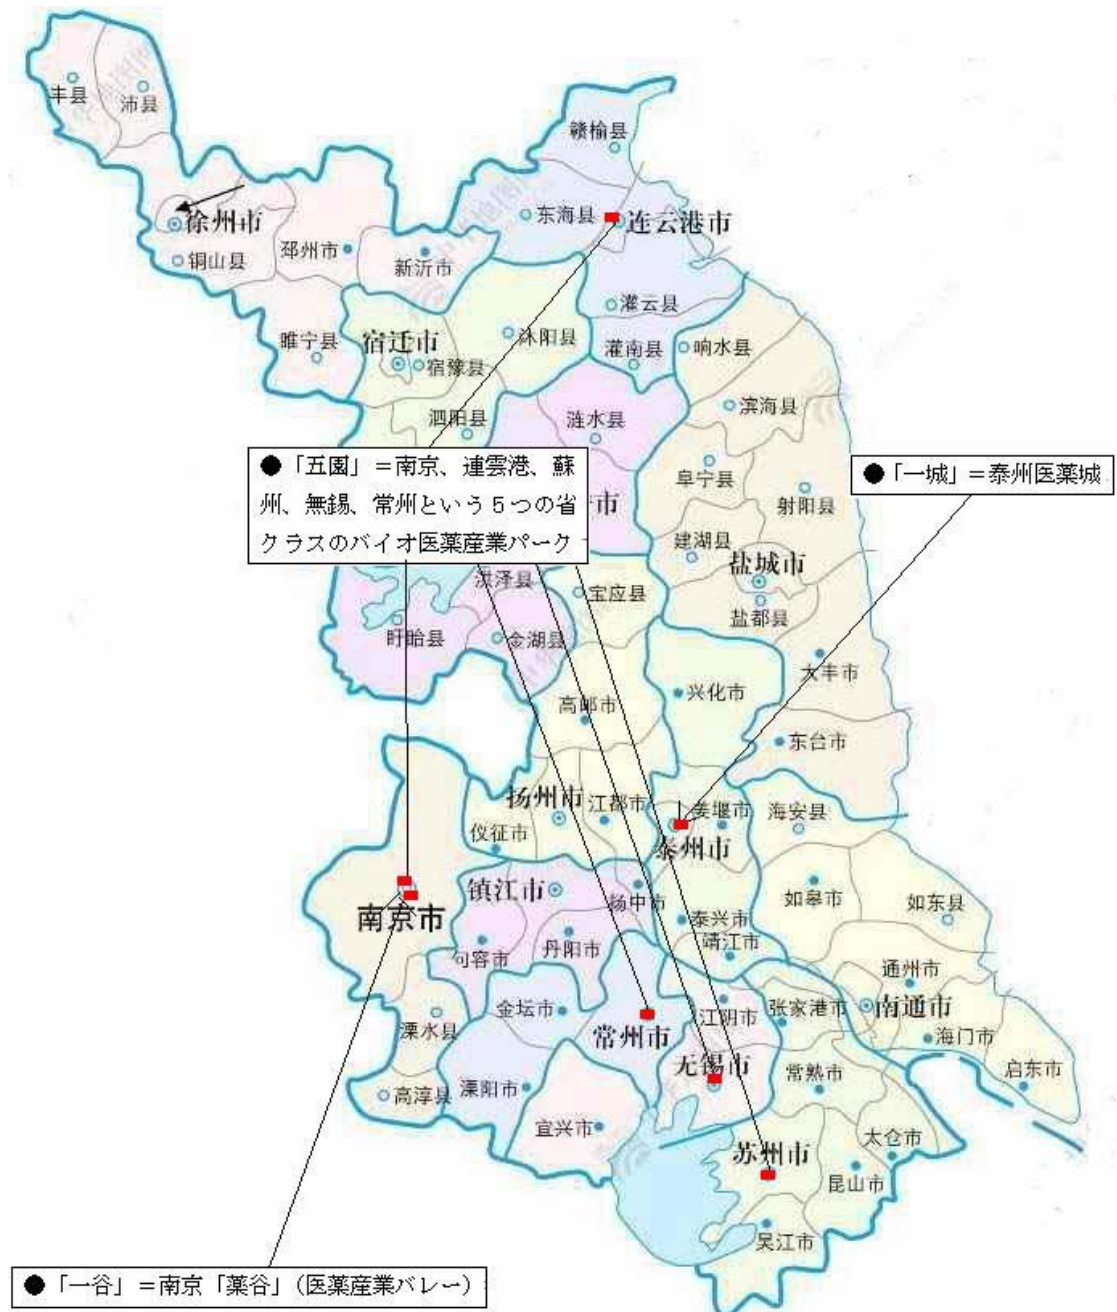 丰县
沛县
赣榆县
徐州市
东海县
连云港市
邳州市
铜山县
新沂市
灌云县
睢宁县
宿迁市
沭阳县
灌南县
响水县
宿豫县
泗阳县
涟水县
滨海县
●「五園」＝南京、連雲港、蘇
州、無錫、常州という５つの省
クラスのバイオ医薬産業パーク
市
阜宁县
●「一城」＝泰州医薬城
射阳县
建湖县
盐城市
洪泽县
宝应县
盐都县
盱眙县
金湖县
大丰市
兴化市
高邮市
东台市
扬州市
江都市
姜堰市
海安县
仪征市
泰州市
镇江市
扬中市
如皋市
如东县
南京市
泰兴市
句容市
丹阳市
靖江市
通州市
金坛市
江阴市
张家港市
南通市
溧水县
常州市
海门市
无锡市
启东市
高淳县
溧阳市
常熟市
宜兴市
太仓市
苏州市
昆山市
吴江市
●「一谷」＝南京「薬谷」（医薬産業バレー）